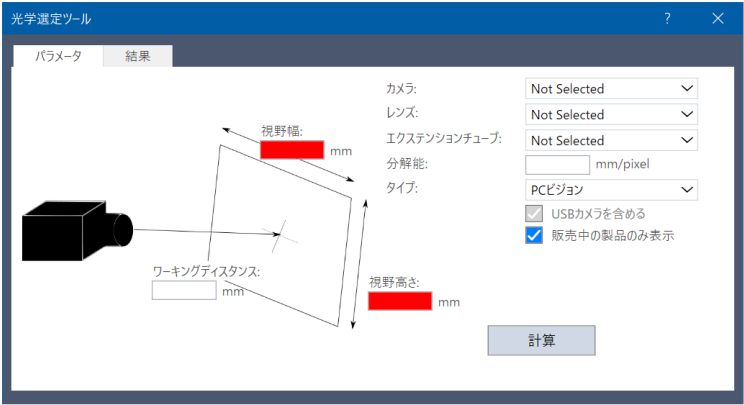 光学選定ツール
パラメータ
結果
カメラ:
Not Selected
レンズ:
Not Selected
エクステンションチューブ:
Not Selected
分解能:
mm/pixel
タイプ:
PCビジョン
USBカメラを含める
販売中の製品のみ表示
視野幅:
mm
ワーキングディスタンス:
mm
視野高さ:
mm
計算